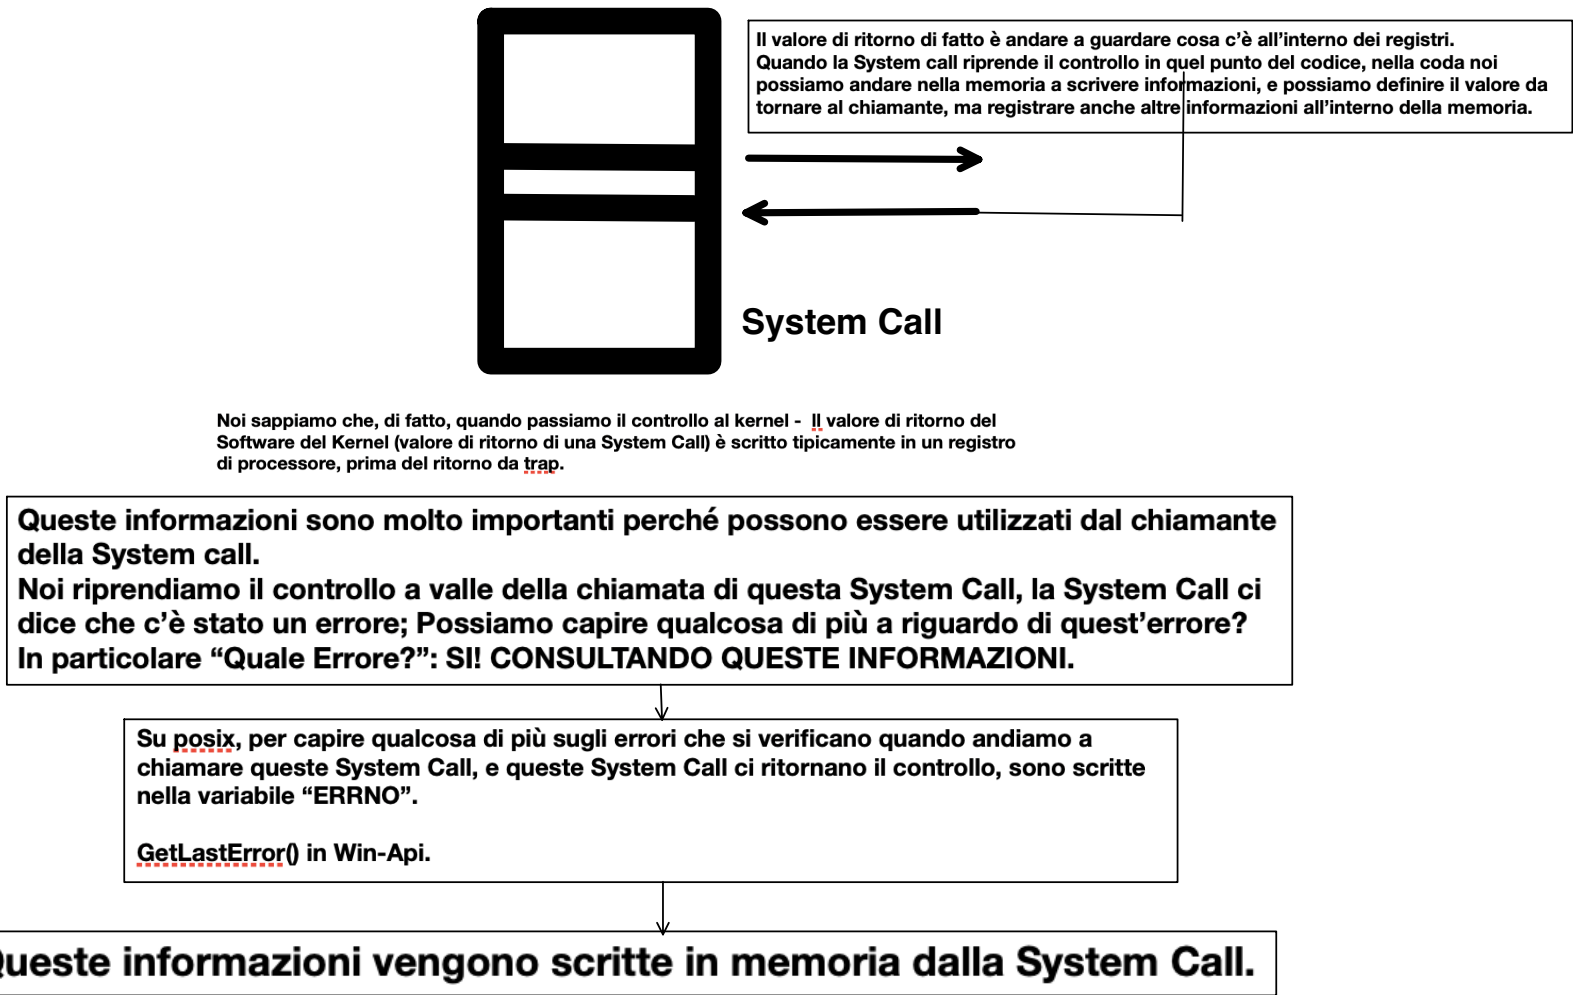 Il valore di ritorno di fatto è andare a guardare cosa c’è all’interno dei registri.
Quando la System call riprende il controllo in quel punto del codice, nella coda noi
possiamo andare nella memoria a scrivere informazioni, e possiamo definire il valore da
tornare al chiamante, ma registrare anche altre informazioni all’interno della memoria.
System Call
Noi sappiamo che, di fatto, quando passiamo il controllo al kernel - Il valore di ritorno del
Software del Kernel (valore di ritorno di una System Call) è scritto tipicamente in un registro
di processore, prima del ritorno da trap.
Queste informazioni sono molto importanti perché possono essere utilizzati dal chiamante
della System call.
Noi riprendiamo il controllo a valle della chiamata di questa System Call, la System Call ci
dice che c’è stato un errore; Possiamo capire qualcosa di più a riguardo di quest’errore?
In particolare “Quale Errore?”: SI! CONSULTANDO QUESTE INFORMAZIONI.
Su posix, per capire qualcosa di più sugli errori che si verificano quando andiamo a
chiamare queste System Call, e queste System Call ci ritornano il controllo, sono scritte
nella variabile “ERRNO”.
GetLastError() in Win-Api.
Queste informazioni vengono scritte in memoria dalla System Call.